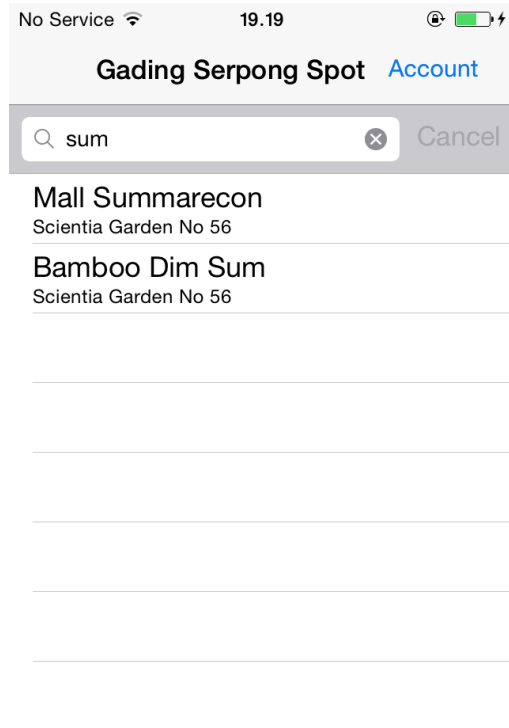 No Service 19.19
Gading Serpong Spot Account
sum Cancel
Mall Summarecon
Scientia Garden No 56
Bamboo Dim Sum
Scientia Garden No 56